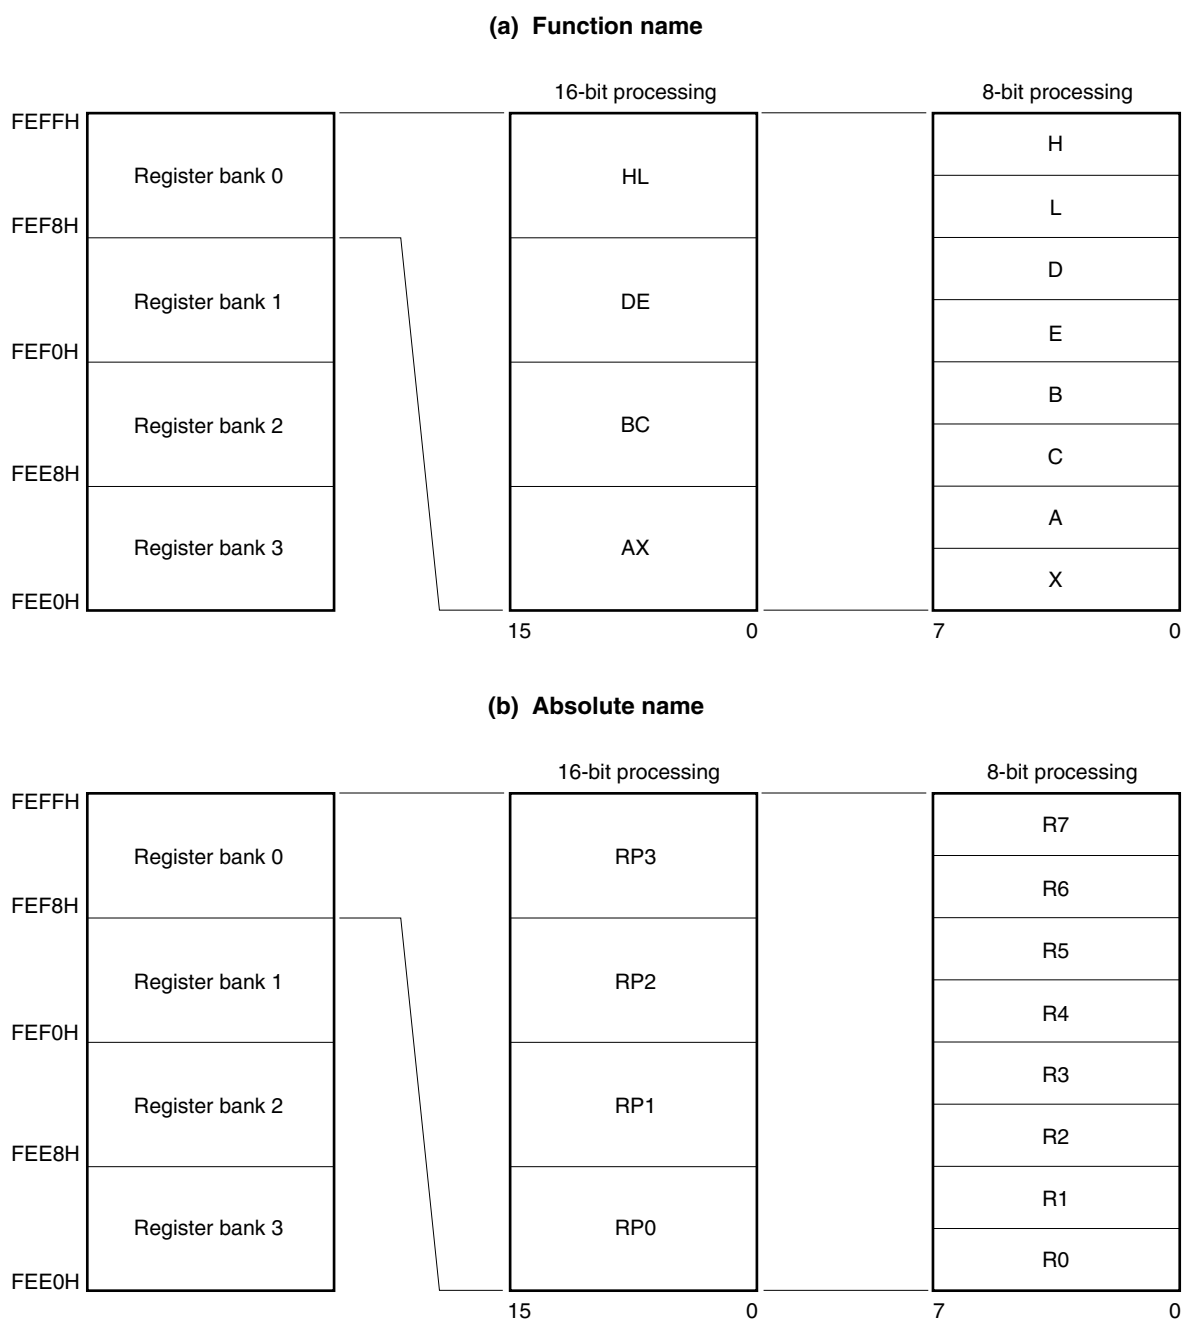 (a) Function name
16-bit processing 8-bit processing
FEFFH
H
Register bank 0 HL
L
FEF8H
D
Register bank 1 DE
E
FEF0H
B
Register bank 2 BC
C
FEE8H
A
Register bank 3 AX
X
FEE0H
15 0 7 0
(b) Absolute name
16-bit processing 8-bit processing
FEFFH
R7
Register bank 0 RP3
R6
FEF8H
R5
Register bank 1 RP2
R4
FEF0H
R3
Register bank 2 RP1
R2
FEE8H
R1
Register bank 3 RP0
R0
FEE0H
15 0 7 0